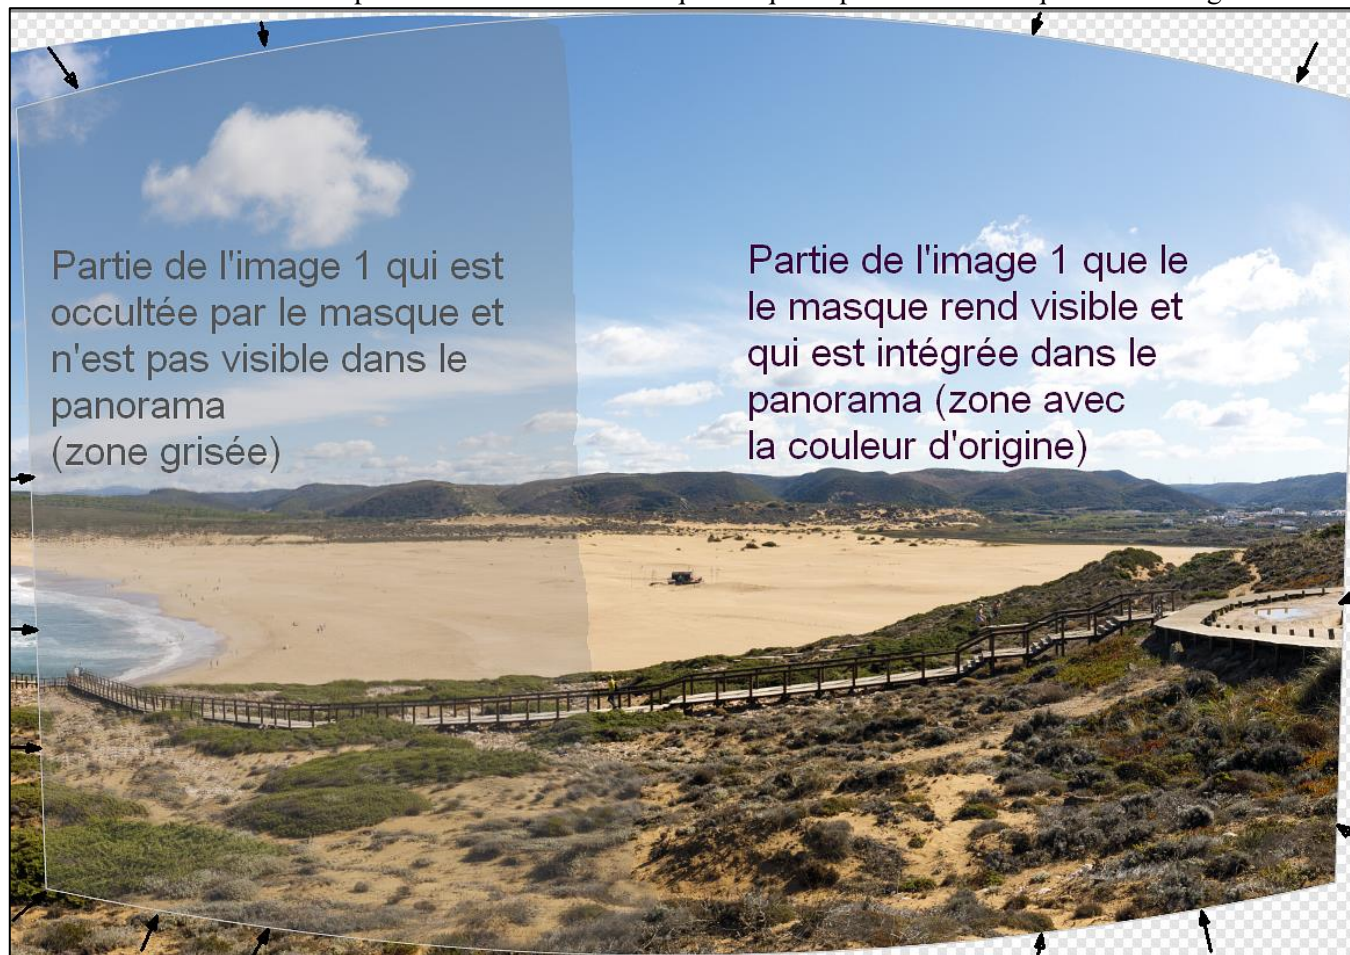 Partie de l'image 1 qui est
occultée par le masque et
n'est pas visible dans le
panorama
(zone grisée)
Partie de l'image 1 que le
le masque rend visible et
qui est intégrée dans le
panorama (zone avec
la couleur d'origine)